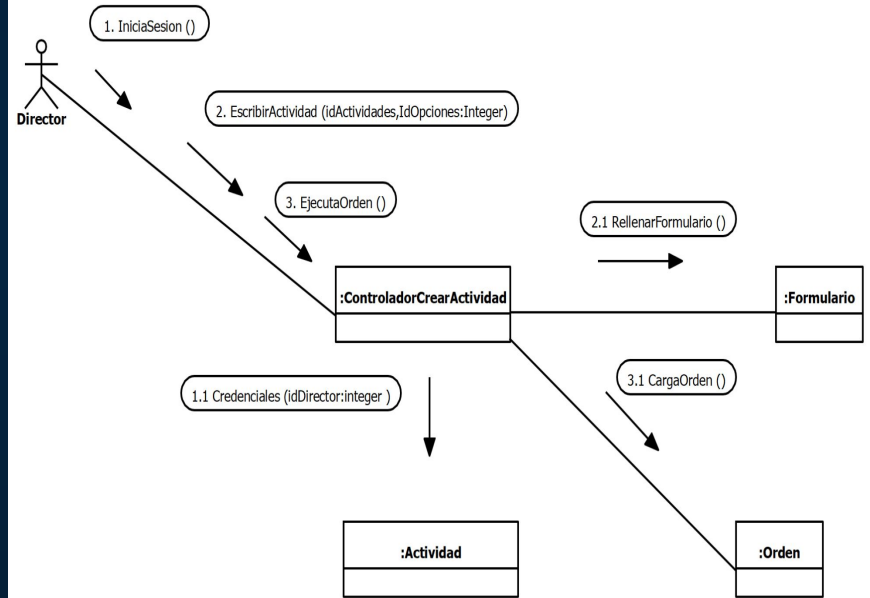 1. IniciaSesion ()
Director
2. EscribirActividad (idActividades,IdOpciones:Integer)
3. EjecutaOrden ()
2.1 RellenarFormulario ()
:ControladorCrearActividad
:Formulario
1.1 Credenciales (idDirector:integer )
3.1 CargaOrden ()
:Actividad
:Orden